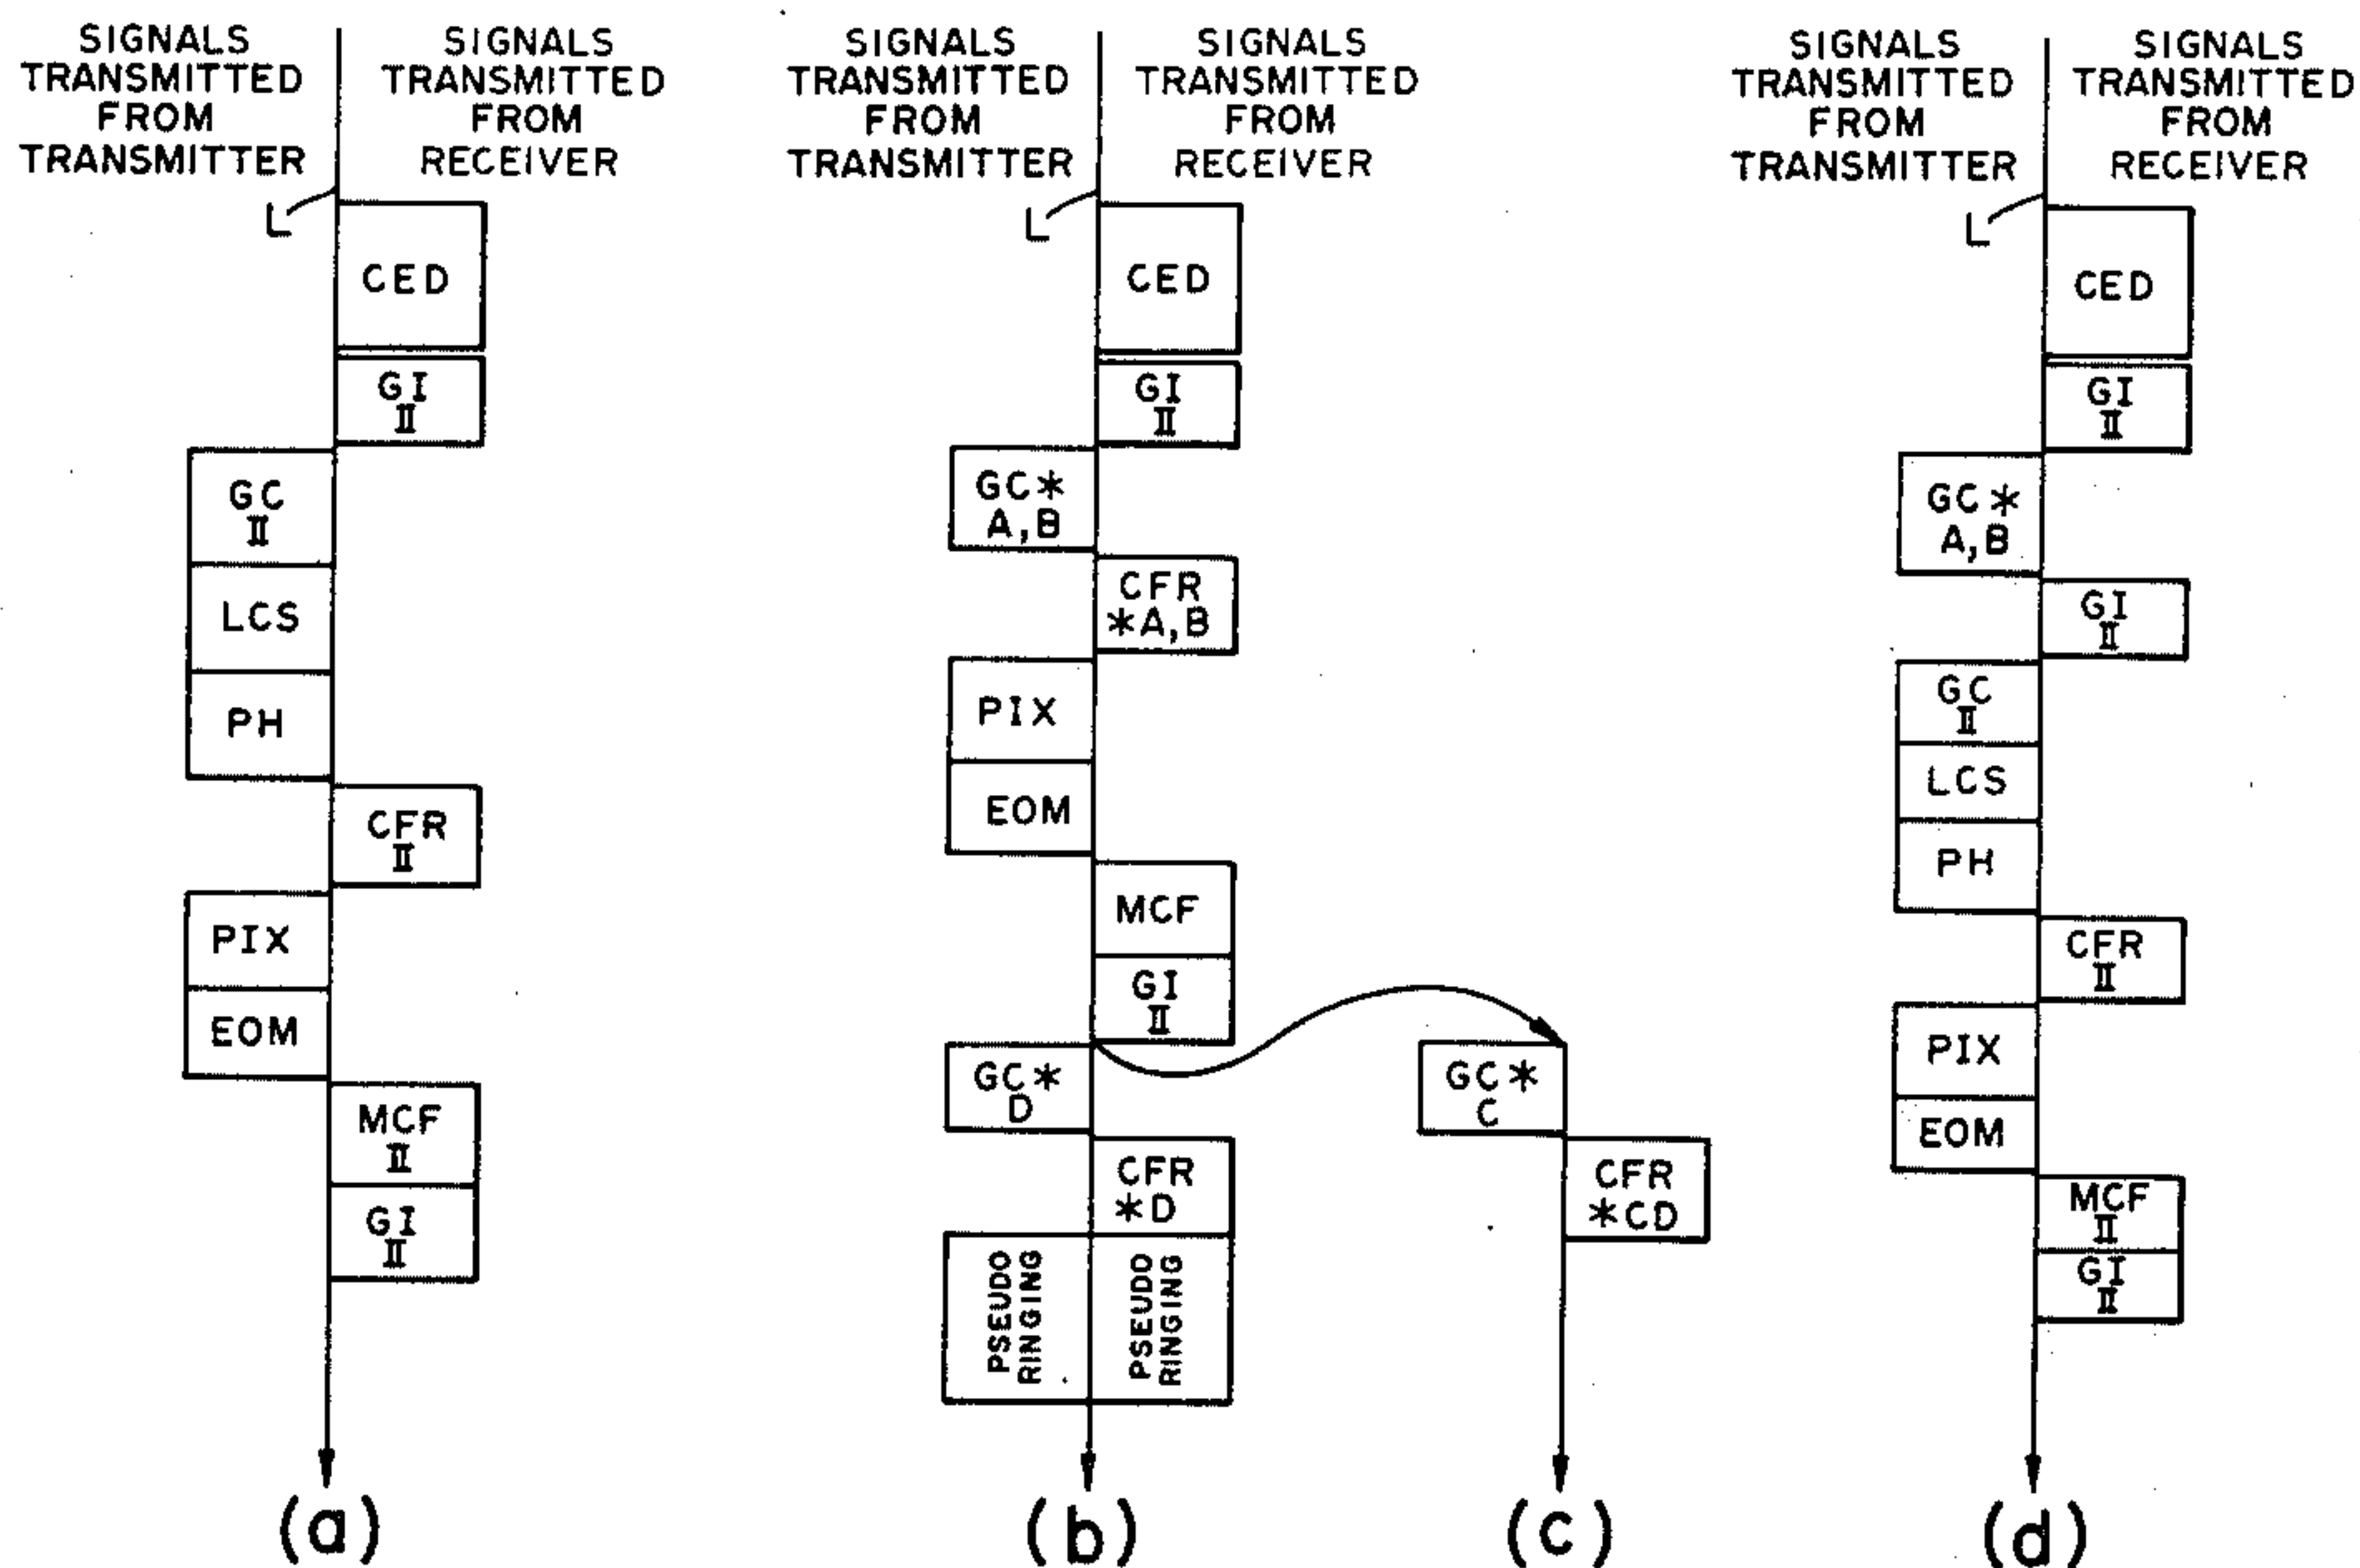 SIGNALS
TRANSMITTED
FROM
TRANSMITTER
SIGNALS
TRANSMITTED
FROM
RECEIVER
L
CED
GI
II
GC
II
LCS
PH
CFR
II
PIX
EOM
MCF
II
GI
II
(a)
SIGNALS
TRANSMITTED
FROM
TRANSMITTER
SIGNALS
TRANSMITTED
FROM
RECEIVER
L
CED
GI
II
GC*
A,B
CFR
*A,B
PIX
EOM
MCF
GI
II
GC*
D
CFR
*D
PSEUDO
RINGING
PSEUDO
RINGING
(b)
GC*
C
CFR
*CD
(c)
SIGNALS
TRANSMITTED
FROM
TRANSMITTER
SIGNALS
TRANSMITTED
FROM
RECEIVER
L
CED
GI
II
GC*
A,B
GI
II
GC
II
LCS
PH
CFR
II
PIX
EOM
MCF
II
GI
II
(d)